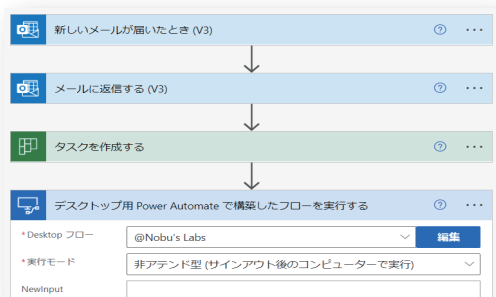 新しいメールが届いたとき (V3)
メールに返信する (V3)
タスクを作成する
デスクトップ用 Power Automate で構築したフローを実行する
*Desktop フロー @Nobu's Labs 編集
*実行モード 非アテンド型 (サインアウト後のコンピューターで実行)
NewInput